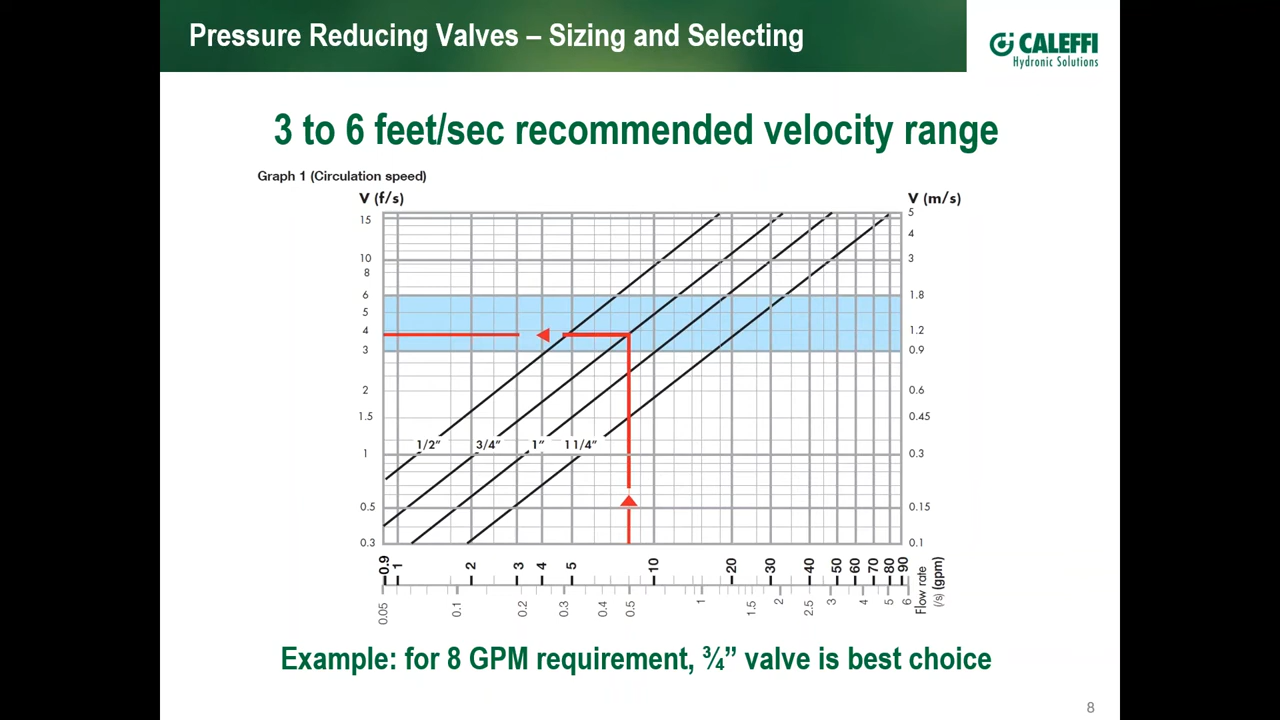 Pressure Reducing Valves – Sizing and Selecting
CALEFFI
Hydronic Solutions
3 to 6 feet/sec recommended velocity range
Graph 1 (Circulation speed)
V (f/s)
V (m/s)
15
10
8
6
5
4
3
2
1.5
1
0.5
0.3
5
4
3
1.8
1.2
0.9
0.6
0.45
0.3
0.15
0.1
1/2″ 3/4″ 1″ 1 1/4″
0.9 1 2 3 4 5 10 20 30 40 50 60 70 80 90 (gpm)
0.05 0.1 0.2 0.3 0.4 0.5 1 1.5 2 2.5 3 4 5 6 (l/s)
Flow rate
Example: for 8 GPM requirement, ¾” valve is best choice
8